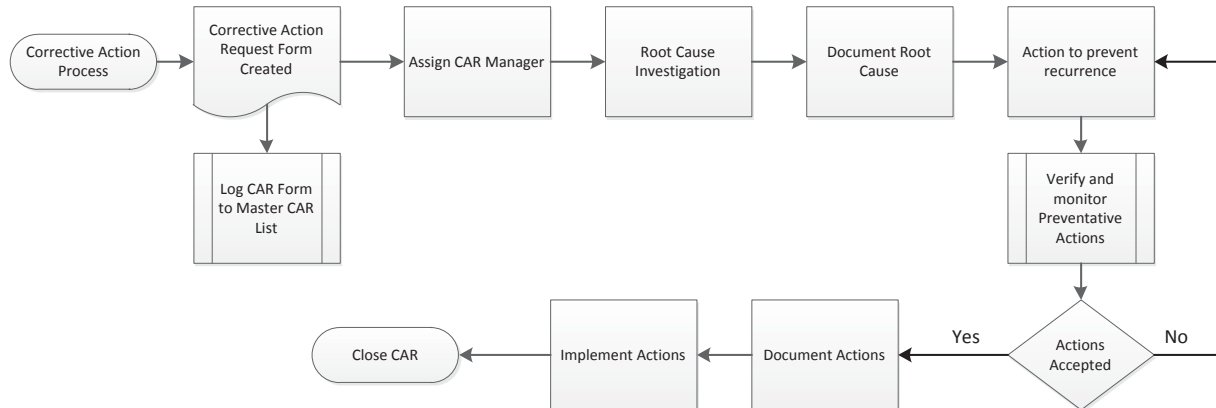 Corrective Action
Process
Corrective Action
Request Form
Created
Assign CAR Manager
Root Cause
Investigation
Document Root
Cause
Action to prevent
recurrence
Log CAR Form
to Master CAR
List
Verify and
monitor
Preventative
Actions
Close CAR
Implement Actions
Document Actions
Yes
Actions
Accepted
No